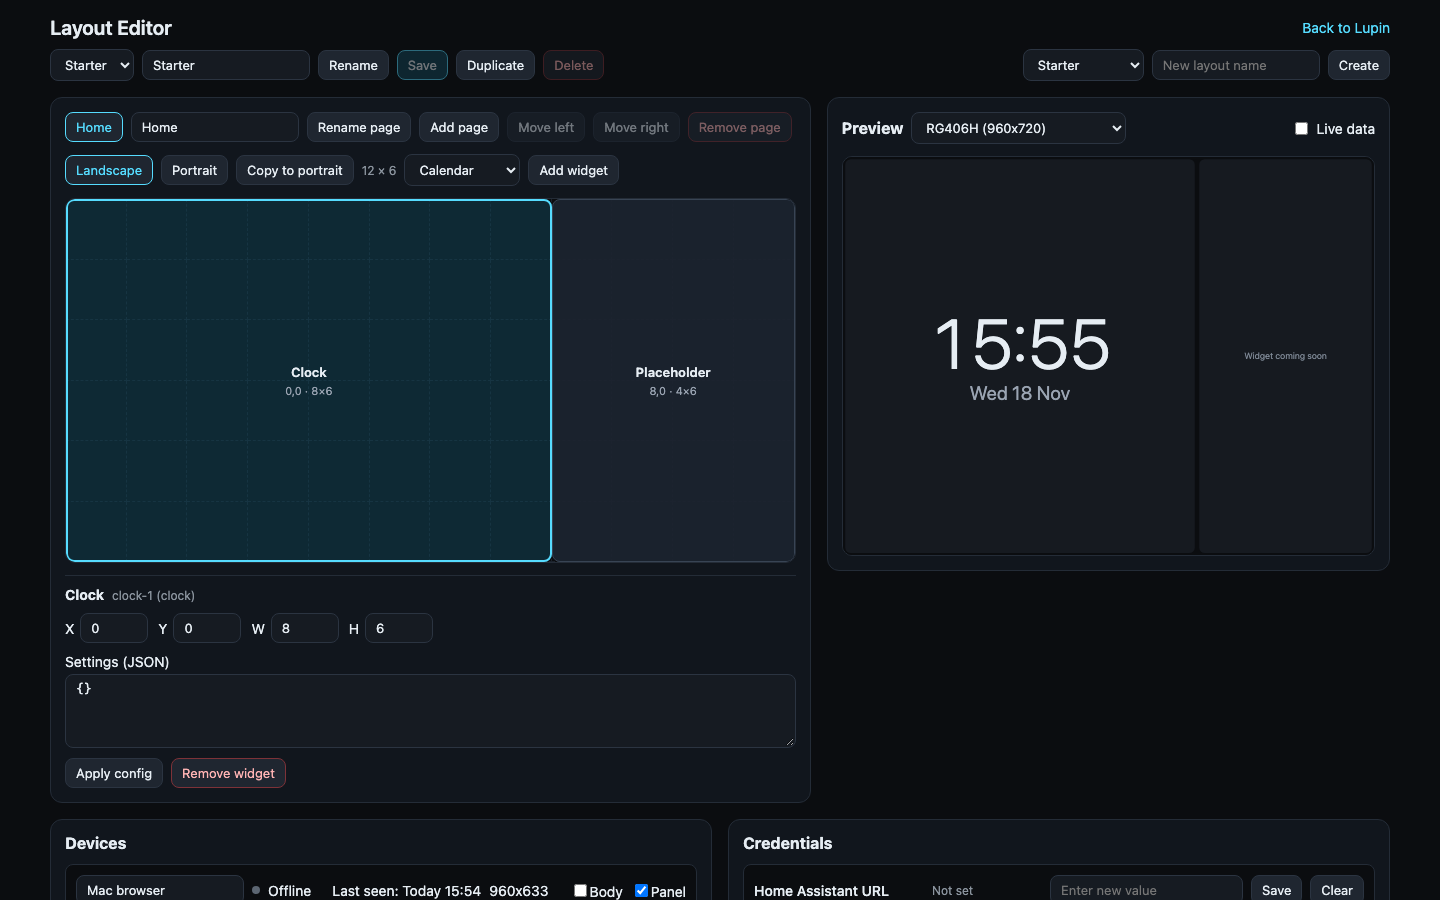 Layout Editor
Back to Lupin
Starter Starter Rename Save Duplicate Delete Starter New layout name Create
Home Home Rename page Add page Move left Move right Remove page
Landscape Portrait Copy to portrait 12 × 6 Calendar Add widget
Clock
0,0 · 8×6
Placeholder
8,0 · 4×6
Clock clock-1 (clock)
X 0 Y 0 W 8 H 6
Settings (JSON)
{}
Apply config Remove widget
Preview RG406H (960x720) Live data
15:55
Wed 18 Nov
Widget coming soon
Devices
Mac browser Offline Last seen: Today 15:54 960x633 Body Panel
Credentials
Home Assistant URL Not set Enter new value Save Clear